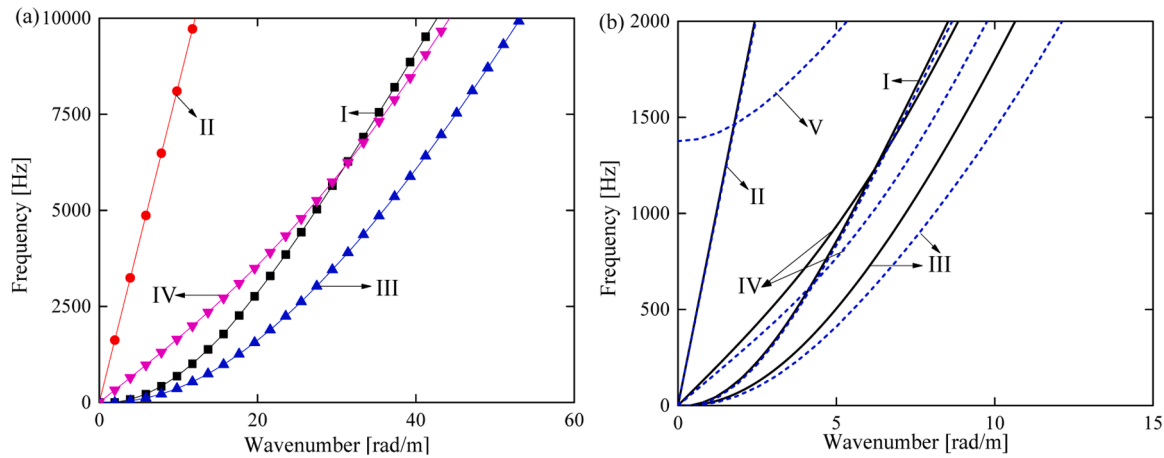 (a)
10000
7500
5000
2500
0
Frequency [Hz]
II
I
IV
III
0 20 40 60
Wavenumber [rad/m]
(b)
2000
1500
1000
500
0
Frequency [Hz]
I
V
II
IV
III
0 5 10 15
Wavenumber [rad/m]